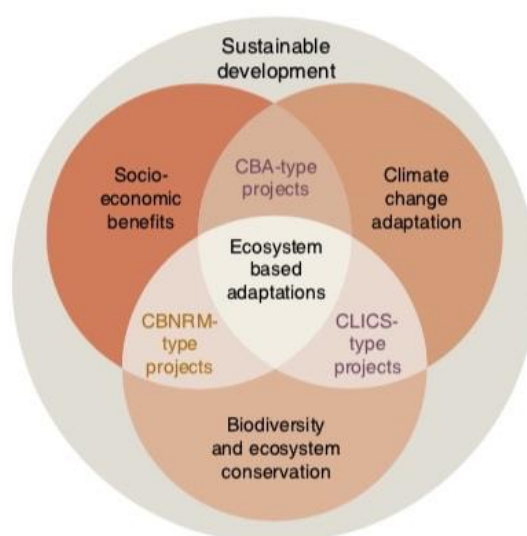 Sustainable
development
CBA-type
projects
Socio-
economic
benefits
Climate
change
adaptation
Ecosystem
based
adaptations
CBNRM-
type
projects
CLICS-
type
projects
Biodiversity
and ecosystem
conservation